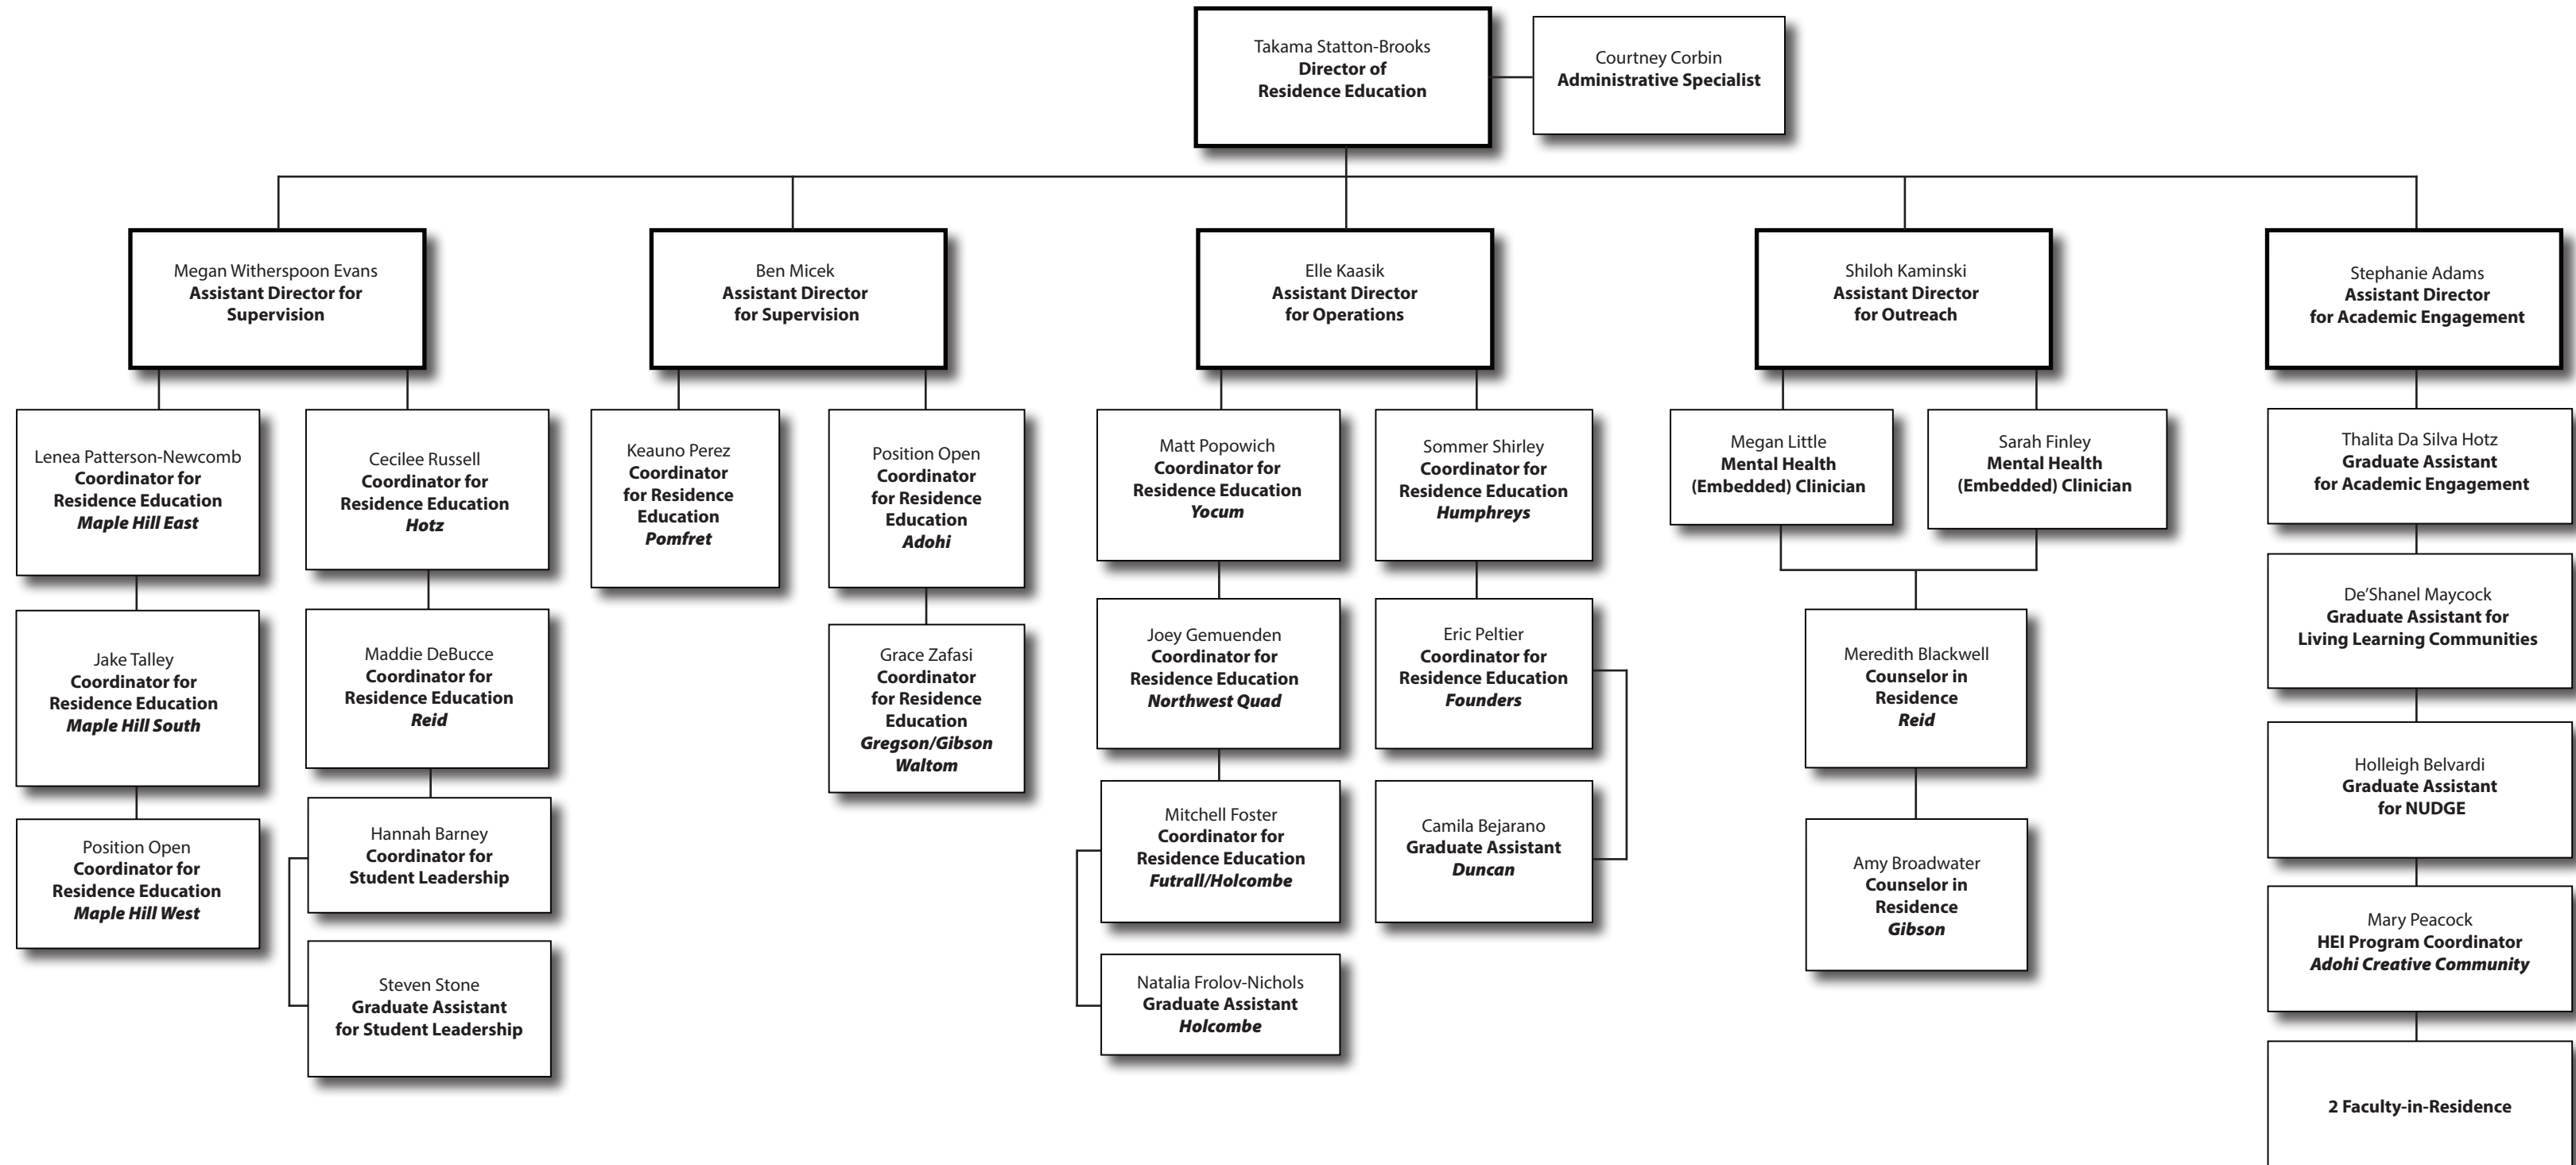 Takama Statton-Brooks
Director of
Residence Education
Courtney Corbin
Administrative Specialist
Megan Witherspoon Evans
Assistant Director for
Supervision
Ben Micek
Assistant Director
for Supervision
Elle Kaasik
Assistant Director
for Operations
Shiloh Kaminski
Assistant Director
for Outreach
Stephanie Adams
Assistant Director
for Academic Engagement
Lenea Patterson-Newcomb
Coordinator for
Residence Education
Maple Hill East
Jake Talley
Coordinator for
Residence Education
Maple Hill South
Position Open
Coordinator for
Residence Education
Maple Hill West
Cecilee Russell
Coordinator for
Residence Education
Hotz
Maddie DeBucce
Coordinator for
Residence Education
Reid
Hannah Barney
Coordinator for
Student Leadership
Steven Stone
Graduate Assistant
for Student Leadership
Keauno Perez
Coordinator
for Residence
Education
Pomfret
Position Open
Coordinator
for Residence
Education
Adohi
Grace Zafasi
Coordinator
for Residence
Education
Gregson/Gibson
Waltom
Matt Popowich
Coordinator for
Residence Education
Yocum
Joey Gemuenden
Coordinator for
Residence Education
Northwest Quad
Mitchell Foster
Coordinator for
Residence Education
Futrall/Holcombe
Natalia Frolov-Nichols
Graduate Assistant
Holcombe
Sommer Shirley
Coordinator for
Residence Education
Humphreys
Eric Peltier
Coordinator for
Residence Education
Founders
Camila Bejarano
Graduate Assistant
Duncan
Megan Little
Mental Health
(Embedded) Clinician
Sarah Finley
Mental Health
(Embedded) Clinician
Meredith Blackwell
Counselor in
Residence
Reid
Amy Broadwater
Counselor in
Residence
Gibson
Thalita Da Silva Hotz
Graduate Assistant
for Academic Engagement
De’Shanel Maycock
Graduate Assistant for
Living Learning Communities
Holleigh Belvardi
Graduate Assistant
for NUDGE
Mary Peacock
HEI Program Coordinator
Adohi Creative Community
2 Faculty-in-Residence